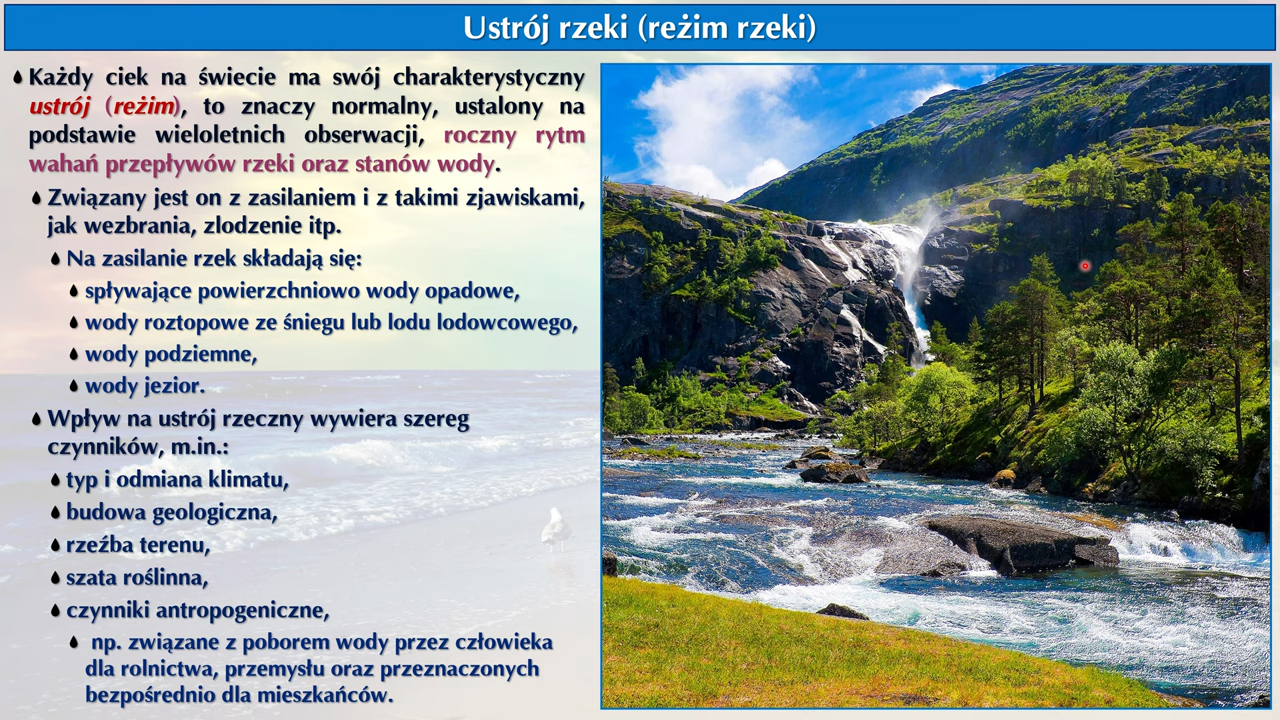 Ustrój rzeki (reżim rzeki)
Każdy ciek na świecie ma swój charakterystyczny
ustrój (reżim), to znaczy normalny, ustalony na
podstawie wieloletnich obserwacji, roczny rytm
wahań przepływów rzeki oraz stanów wody.
Związany jest on z zasilaniem i z takimi zjawiskami,
jak wezbrania, zlodzenie itp.
Na zasilanie rzek składają się:
spływające powierzchniowo wody opadowe,
wody roztopowe ze śniegu lub lodu lodowcowego,
wody podziemne,
wody jezior.
Wpływ na ustrój rzeczny wywiera szereg
czynników, m.in.:
typ i odmiana klimatu,
budowa geologiczna,
rzeźba terenu,
szata roślinna,
czynniki antropogeniczne,
np. związane z poborem wody przez człowieka
dla rolnictwa, przemysłu oraz przeznaczonych
bezpośrednio dla mieszkańców.